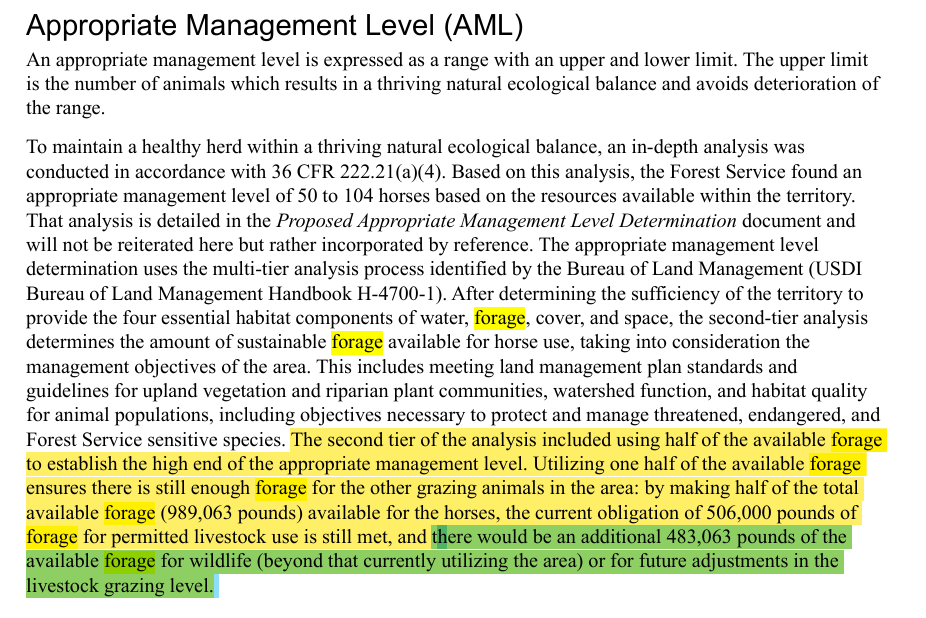 Appropriate Management Level (AML)
An appropriate management level is expressed as a range with an upper and lower limit. The upper limit
is the number of animals which results in a thriving natural ecological balance and avoids deterioration of
the range.
To maintain a healthy herd within a thriving natural ecological balance, an in-depth analysis was
conducted in accordance with 36 CFR 222.21(a)(4). Based on this analysis, the Forest Service found an
appropriate management level of 50 to 104 horses based on the resources available within the territory.
That analysis is detailed in the Proposed Appropriate Management Level Determination document and
will not be reiterated here but rather incorporated by reference. The appropriate management level
determination uses the multi-tier analysis process identified by the Bureau of Land Management (USDI
Bureau of Land Management Handbook H-4700-1). After determining the sufficiency of the territory to
provide the four essential habitat components of water, forage, cover, and space, the second-tier analysis
determines the amount of sustainable forage available for horse use, taking into consideration the
management objectives of the area. This includes meeting land management plan standards and
guidelines for upland vegetation and riparian plant communities, watershed function, and habitat quality
for animal populations, including objectives necessary to protect and manage threatened, endangered, and
Forest Service sensitive species. The second tier of the analysis included using half of the available forage
to establish the high end of the appropriate management level. Utilizing one half of the available forage
ensures there is still enough forage for the other grazing animals in the area: by making half of the total
available forage (989,063 pounds) available for the horses, the current obligation of 506,000 pounds of
forage for permitted livestock use is still met, and there would be an additional 483,063 pounds of the
available forage for wildlife (beyond that currently utilizing the area) or for future adjustments in the
livestock grazing level.